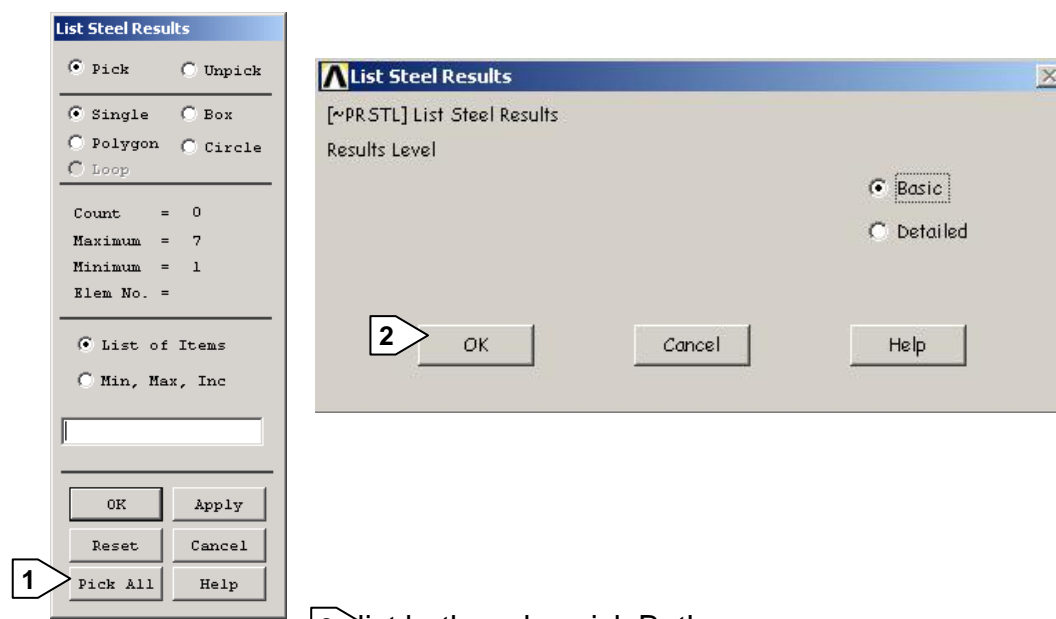 List Steel Results
Pick Unpick
Single Box
Polygon Circle
Loop
Count = 0
Maximum = 7
Minimum = 1
Elem No. =
List of Items
Min, Max, Inc
OK Apply
Reset Cancel
1 Pick All Help
List Steel Results
[~PRSTL] List Steel Results
Results Level
Basic
Detailed
2 OK Cancel Help